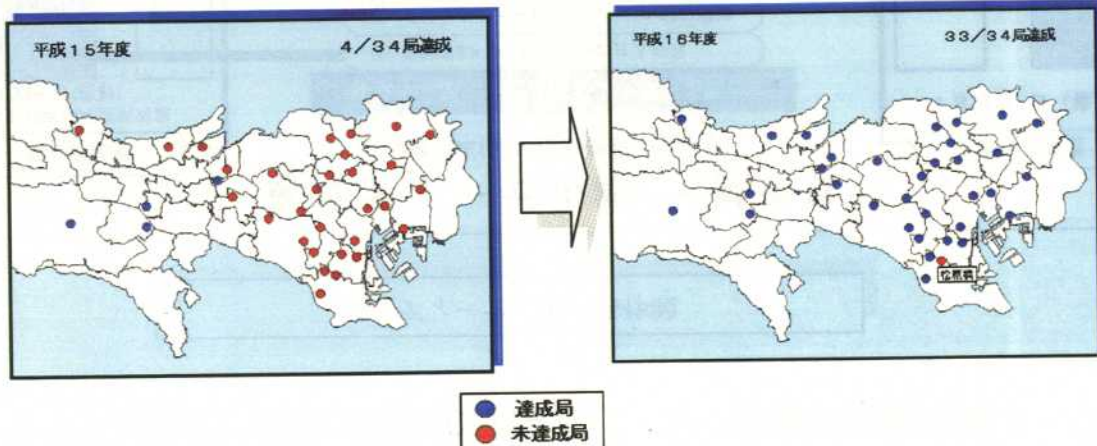 平成15年度
4/34局達成
平成16年度
33/34局達成
松原橋
達成局
未達成局